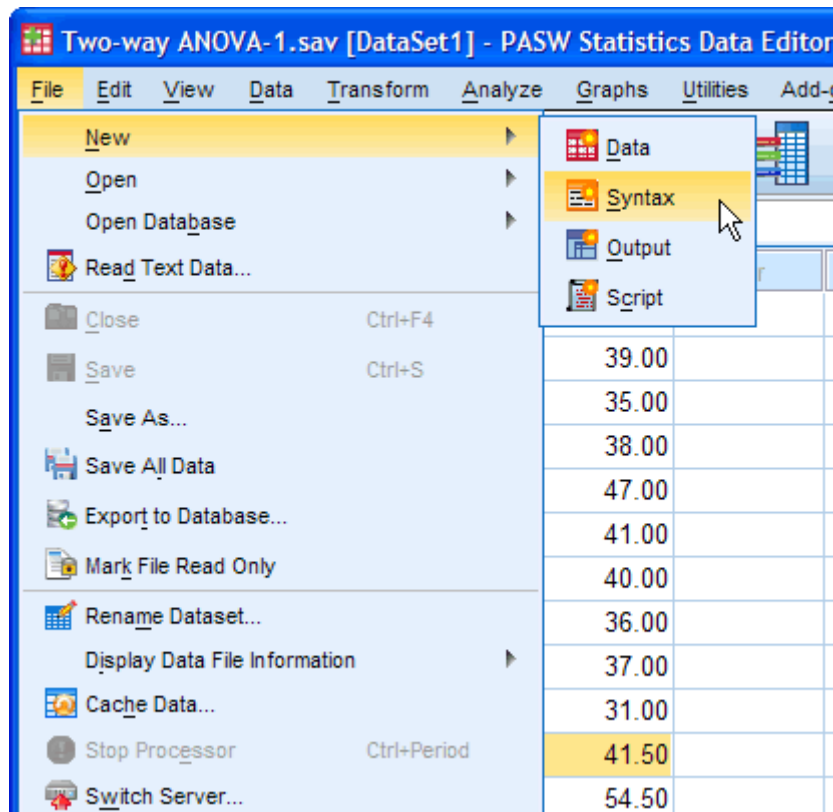 Two-way ANOVA-1.sav [DataSet1] - PASW Statistics Data Editor
File Edit View Data Transform Analyze Graphs Utilities Add-
New
Open
Open Database
Read Text Data...
Close Ctrl+F4
Save Ctrl+S
Save As...
Save All Data
Export to Database...
Mark File Read Only
Rename Dataset...
Display Data File Information
Cache Data...
Stop Processor Ctrl+Period
Switch Server...
Data
Syntax
Output
Script
39.00
35.00
38.00
47.00
41.00
40.00
36.00
37.00
31.00
41.50
54.50